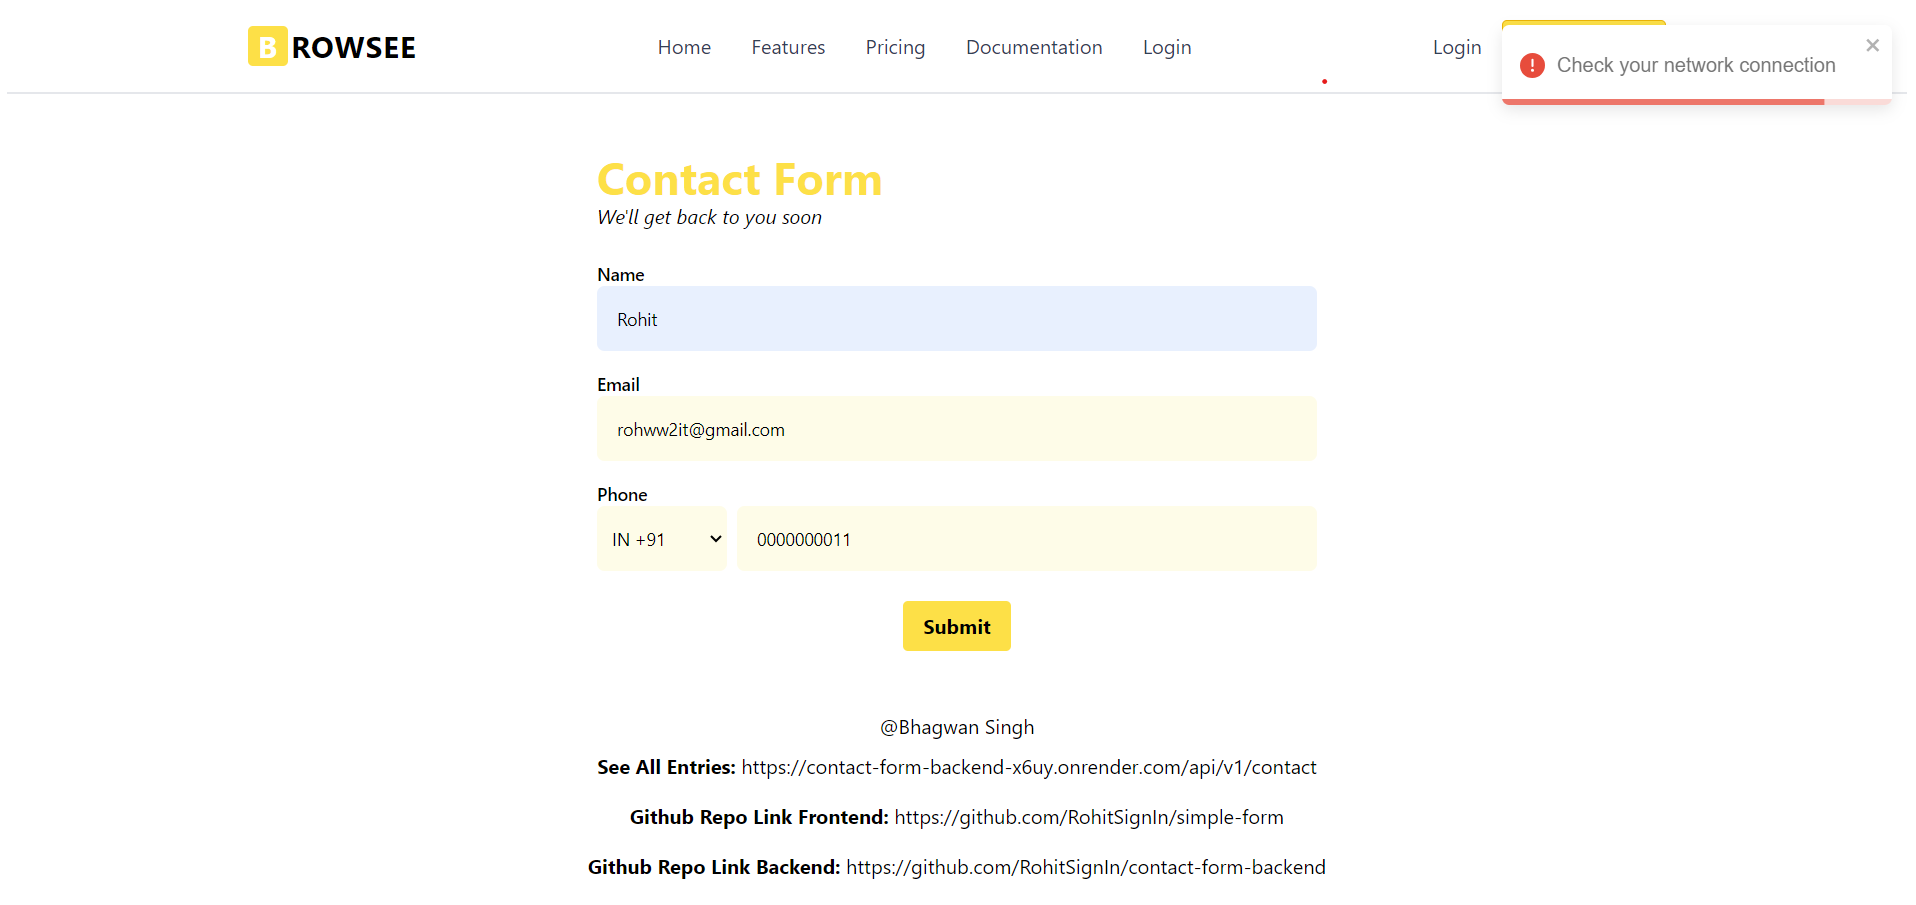 BROWSEE
Home Features Pricing Documentation Login Login
Check your network connection
Contact Form
We'll get back to you soon
Name
Rohit
Email
rohww2it@gmail.com
Phone
IN +91 0000000011
Submit
@Bhagwan Singh
See All Entries: https://contact-form-backend-x6uy.onrender.com/api/v1/contact
Github Repo Link Frontend: https://github.com/RohitSignIn/simple-form
Github Repo Link Backend: https://github.com/RohitSignIn/contact-form-backend